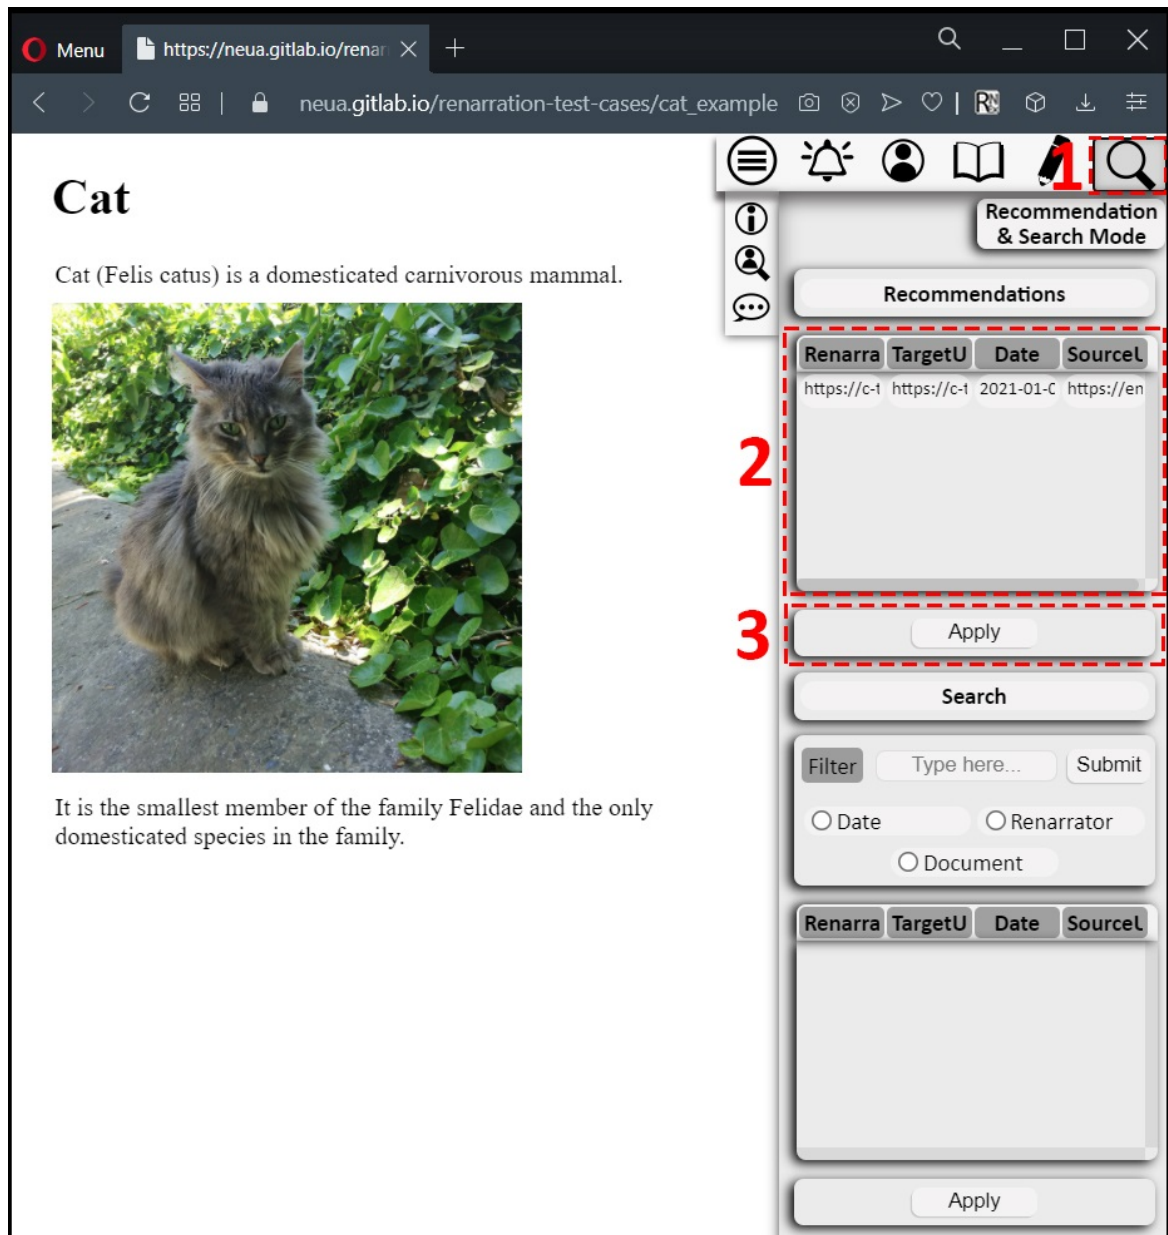 Menu
https://neua.gitlab.io/renar
neua.gitlab.io/renarration-test-cases/cat_example
1
Cat
Recommendation
& Search Mode
Cat (Felis catus) is a domesticated carnivorous mammal.
Recommendations
Renarra TargetU Date SourceU
https://c-t https://c-t 2021-01-0 https://en
2
3
Apply
Search
Filter Type here... Submit
Date Renarrator
Document
It is the smallest member of the family Felidae and the only
domesticated species in the family.
Renarra TargetU Date SourceU
Apply